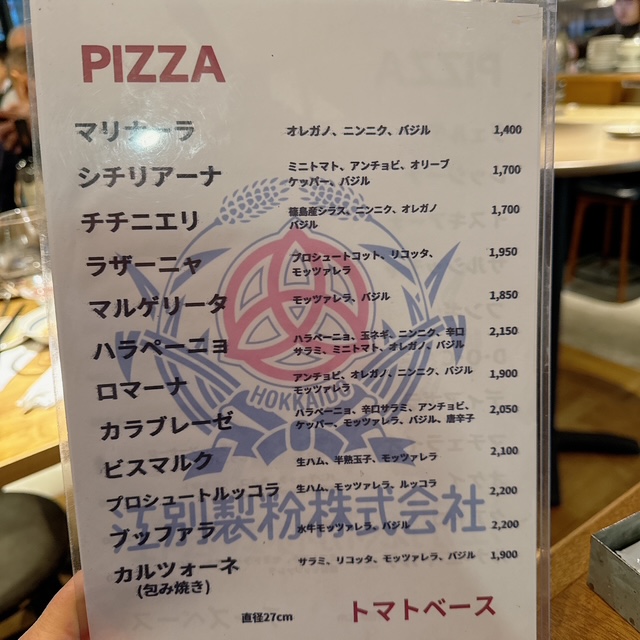 PIZZA
マリナーラ オレガノ、ニンニク、バジル 1,400
シチリアーナ ミニトマト、アンチョビ、オリーブ 1,700
ケッパー、バジル
チチニエリ 篠島産シラス、ニンニク、オレガノ 1,700
バジル
ラザーニャ プロシュートコット、リコッタ、 1,950
モッツァレラ
マルゲリータ モッツァレラ、バジル 1,850
ハラペーニョ ハラペーニョ、玉ネギ、ニンニク、辛口 2,150
サラミ、ミニトマト、オレガノ、バジル
ロマーナ アンチョビ、オレガノ、ニンニク、バジル 1,900
モッツァレラ
HOKKAIDO
カラブレーゼ ハラペーニョ、辛口サラミ、アンチョビ、 2,050
ケッパー、モッツァレラ、バジル、唐辛子
ビスマルク 生ハム、半熟玉子、モッツァレラ 2,100
プロシュートルッコラ 生ハム、モッツァレラ、ルッコラ 2,200
江別製粉株式会社
ブッファラ 水牛モッツァレラ、バジル 2,200
カルツォーネ サラミ、リコッタ、モッツァレラ、バジル 1,900
(包み焼き)
直径27cm トマトベース